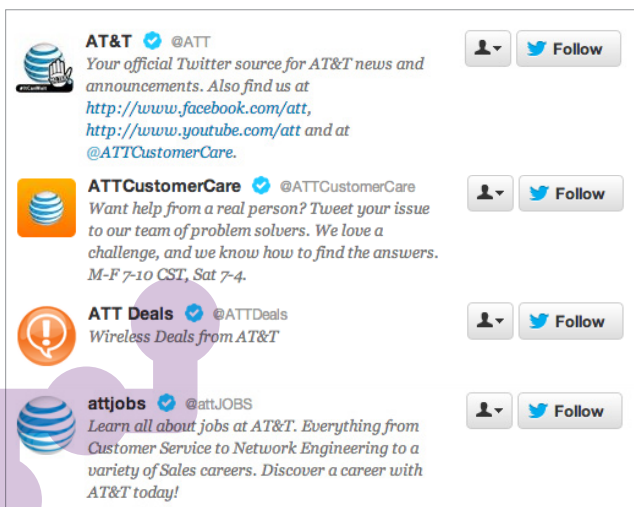 AT&T @ATT
Follow
Your official Twitter source for AT&T news and
announcements. Also find us at
http://www.facebook.com/att,
http://www.youtube.com/att and at
@ATTCustomerCare.
ATTCustomerCare @ATTCustomerCare
Follow
Want help from a real person? Tweet your issue
to our team of problem solvers. We love a
challenge, and we know how to find the answers.
M-F 7-10 CST, Sat 7-4.
ATT Deals @ATTDeals
Follow
Wireless Deals from AT&T
attjobs @attJOBS
Follow
Learn all about jobs at AT&T. Everything from
Customer Service to Network Engineering to a
variety of Sales careers. Discover a career with
AT&T today!